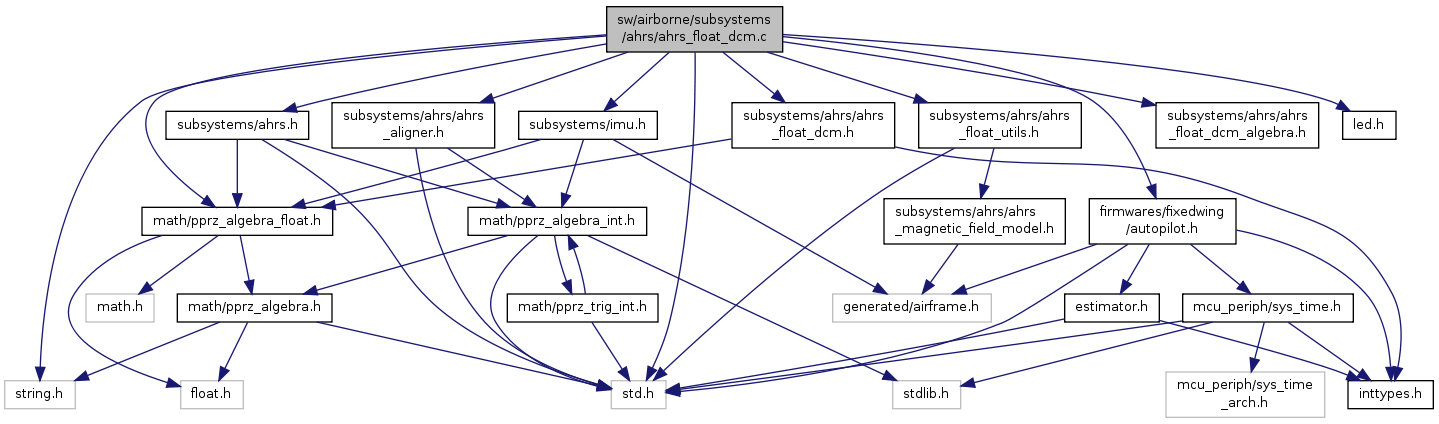 sw/airborne/subsystems
/ahrs/ahrs_float_dcm.c
subsystems/ahrs.h
subsystems/ahrs/ahrs
_aligner.h
subsystems/imu.h
subsystems/ahrs/ahrs
_float_dcm.h
subsystems/ahrs/ahrs
_float_utils.h
subsystems/ahrs/ahrs
_float_dcm_algebra.h
led.h
math/pprz_algebra_float.h
math/pprz_algebra_int.h
subsystems/ahrs/ahrs
_magnetic_field_model.h
firmwares/fixedwing
/autopilot.h
math.h
math/pprz_algebra.h
math/pprz_trig_int.h
generated/airframe.h
estimator.h
mcu_periph/sys_time.h
string.h
float.h
std.h
stdlib.h
mcu_periph/sys_time
_arch.h
inttypes.h